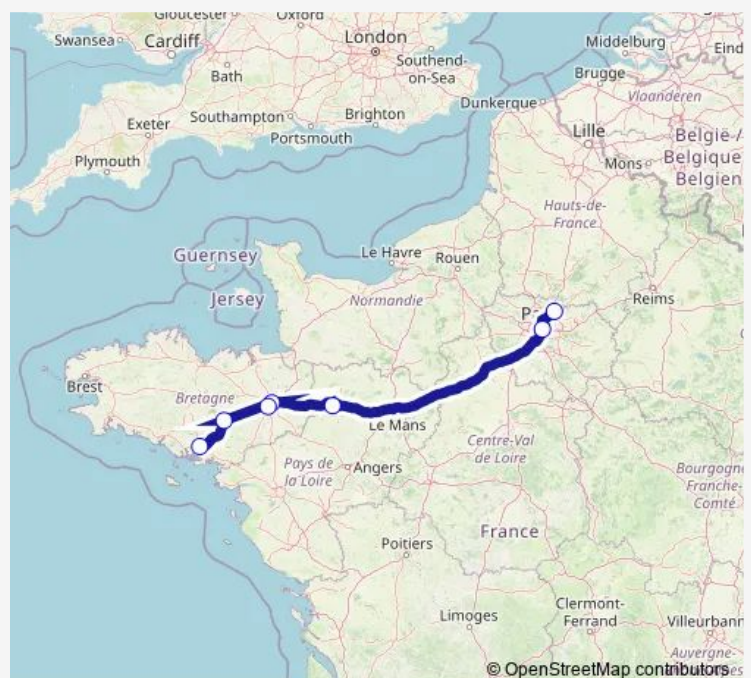 Gloucester
Oxford
Swansea
Cardiff
London
Middelburg
Eind
Bath
Southend-
on-Sea
Brugge
Vlaanderen
Dunkerque
Southampton
Brighton
Exeter
Portsmouth
Lille
België /
Belgique
Belgien
Mons
Plymouth
Hauts-de-
France
Guernsey
Le Havre
Rouen
Jersey
Normandie
Reims
Pa
Brest
Bretagne
Le Mans
Centre-Val
de Loire
Pays de
la Loire
Angers
Bourgogne
Franche-
Comté
France
Poitiers
Limoges
Clermont-
Ferrand
Villeurbann
Auvergne-
© OpenStreetMap contributors